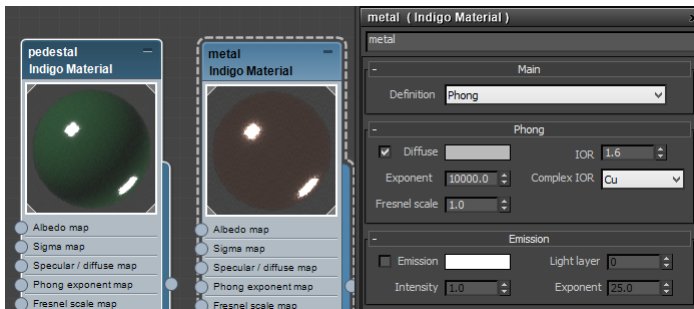 pedestal
Indigo Material
Albedo map
Sigma map
Specular / diffuse map
Phong exponent map
Fresnel scale map
metal
Indigo Material
Albedo map
Sigma map
Specular / diffuse map
Phong exponent map
Fresnel scale map
metal ( Indigo Material )
metal
- Main
Definition Phong
- Phong
Diffuse IOR 1.6
Exponent 10000.0 Complex IOR Cu
Fresnel scale 1.0
- Emission
Emission Light layer 0
Intensity 1.0 Exponent 25.0